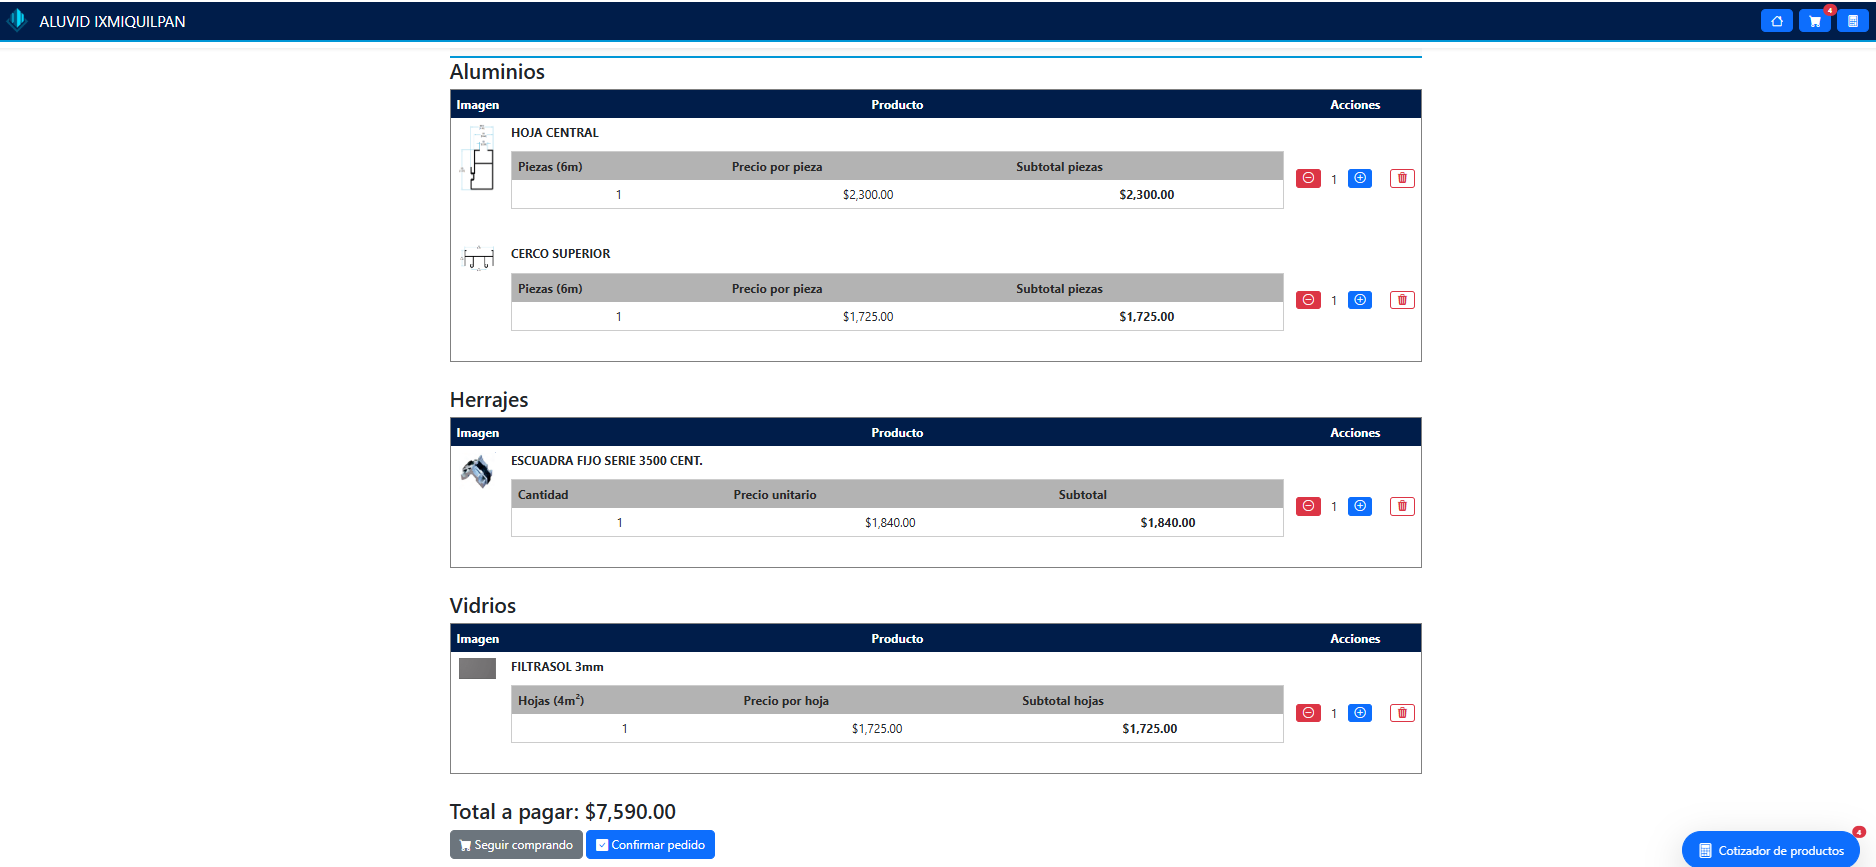 ALUVID IXMIQUILPAN
4
Aluminios
Imagen Producto Acciones
HOJA CENTRAL
Piezas (6m) Precio por pieza Subtotal piezas
1 $2,300.00 $2,300.00
1
CERCO SUPERIOR
Piezas (6m) Precio por pieza Subtotal piezas
1 $1,725.00 $1,725.00
1
Herrajes
Imagen Producto Acciones
ESCUADRA FIJO SERIE 3500 CENT.
Cantidad Precio unitario Subtotal
1 $1,840.00 $1,840.00
1
Vidrios
Imagen Producto Acciones
FILTRASOL 3mm
Hojas (4m²) Precio por hoja Subtotal hojas
1 $1,725.00 $1,725.00
1
Total a pagar: $7,590.00
Seguir comprando Confirmar pedido
Cotizador de productos 4